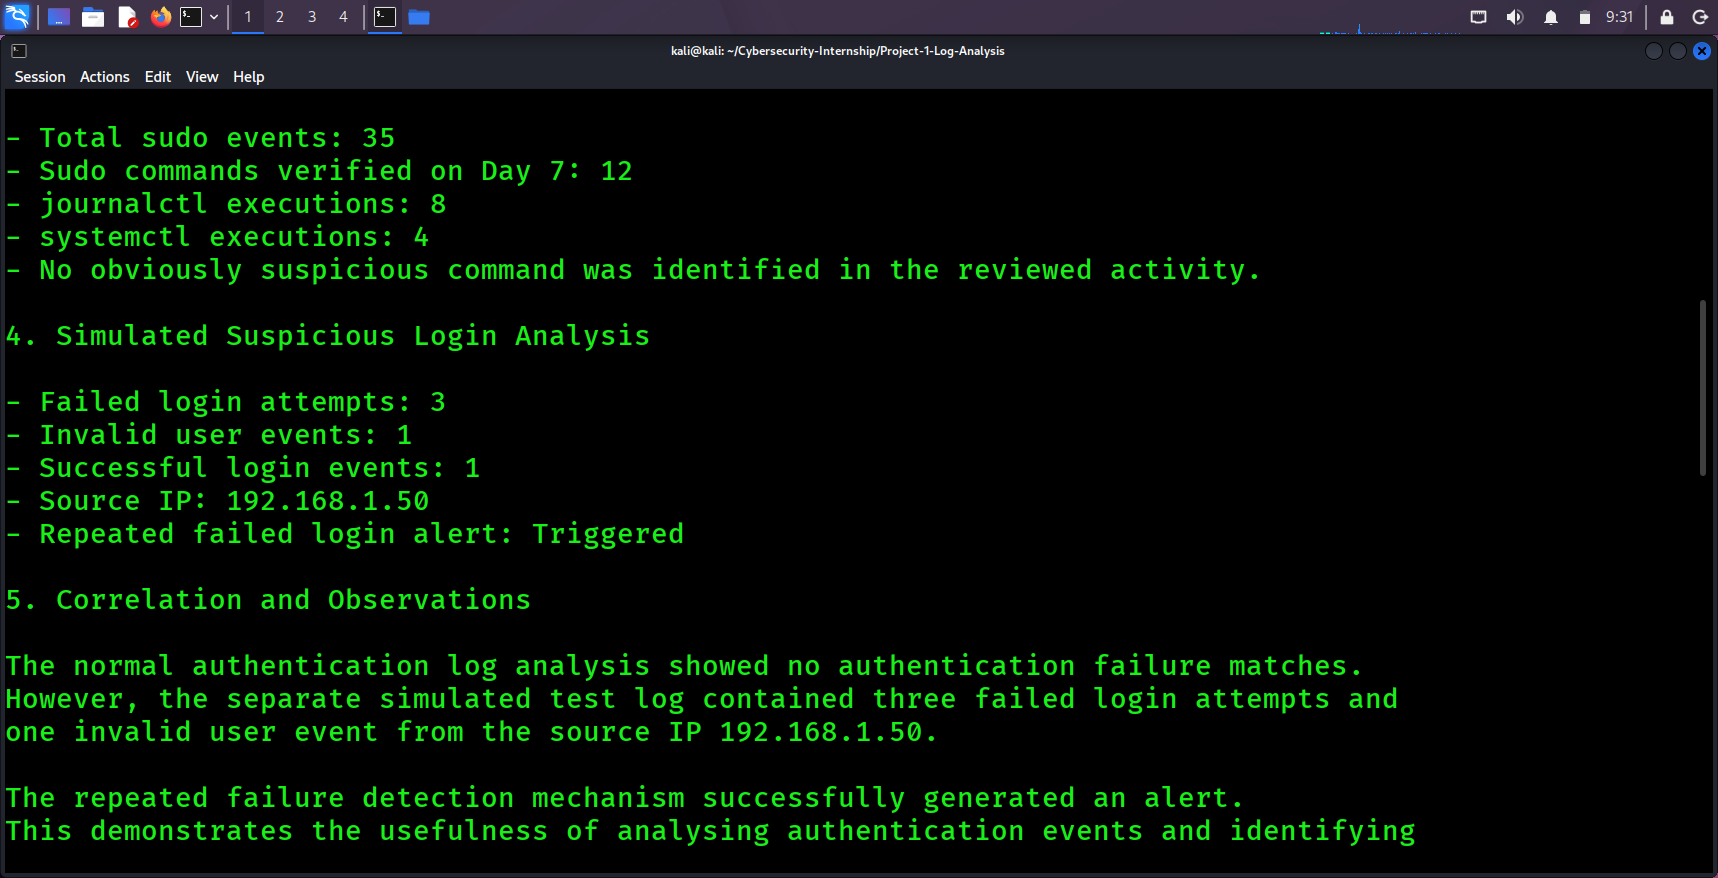 1 2 3 4
9:31
kali@kali: ~/Cybersecurity-Internship/Project-1-Log-Analysis
Session Actions Edit View Help
- Total sudo events: 35
- Sudo commands verified on Day 7: 12
- journalctl executions: 8
- systemctl executions: 4
- No obviously suspicious command was identified in the reviewed activity.
4. Simulated Suspicious Login Analysis
- Failed login attempts: 3
- Invalid user events: 1
- Successful login events: 1
- Source IP: 192.168.1.50
- Repeated failed login alert: Triggered
5. Correlation and Observations
The normal authentication log analysis showed no authentication failure matches.
However, the separate simulated test log contained three failed login attempts and
one invalid user event from the source IP 192.168.1.50.
The repeated failure detection mechanism successfully generated an alert.
This demonstrates the usefulness of analysing authentication events and identifying